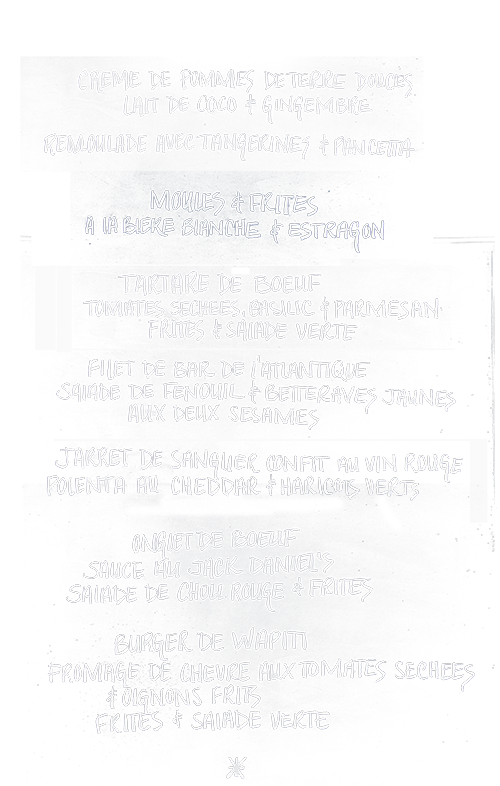 CREME DE POMMES DE TERRE DOUCES
LAIT DE COCO & GINGEMBRE
REMOULADE AVEC TANGERINES & PANCETTA
MOULES & FRITES
A LA BIERE BLANCHE & ESTRAGON
TARTARE DE BOEUF
TOMATES SECHEES, BASILIC & PARMESAN
FRITES & SALADE VERTE
FILET DE BAR DE L'ATLANTIQUE
SALADE DE FENOUIL & BETTERAVES JAUNES
AUX DEUX SESAMES
JARRET DE SANGLIER CONFIT AU VIN ROUGE
POLENTA AU CHEDDAR & HARICOTS VERTS
ONGLET DE BOEUF
SAUCE AU JACK DANIEL'S
SALADE DE CHOU ROUGE & FRITES
BURGER DE WAPITI
FROMAGE DE CHEVRE AUX TOMATES SECHEES
& OIGNONS FRITS
FRITES & SALADE VERTE